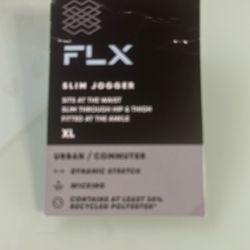 FLX
SLIM JOGGER
SITS AT THE WAIST
SLIM THROUGH HIP & THIGH
FITTED AT THE ANKLE
XL
URBAN / COMMUTER
DYNAMIC STRETCH
WICKING
CONTAINS AT LEAST 30%
RECYCLED POLYESTER*